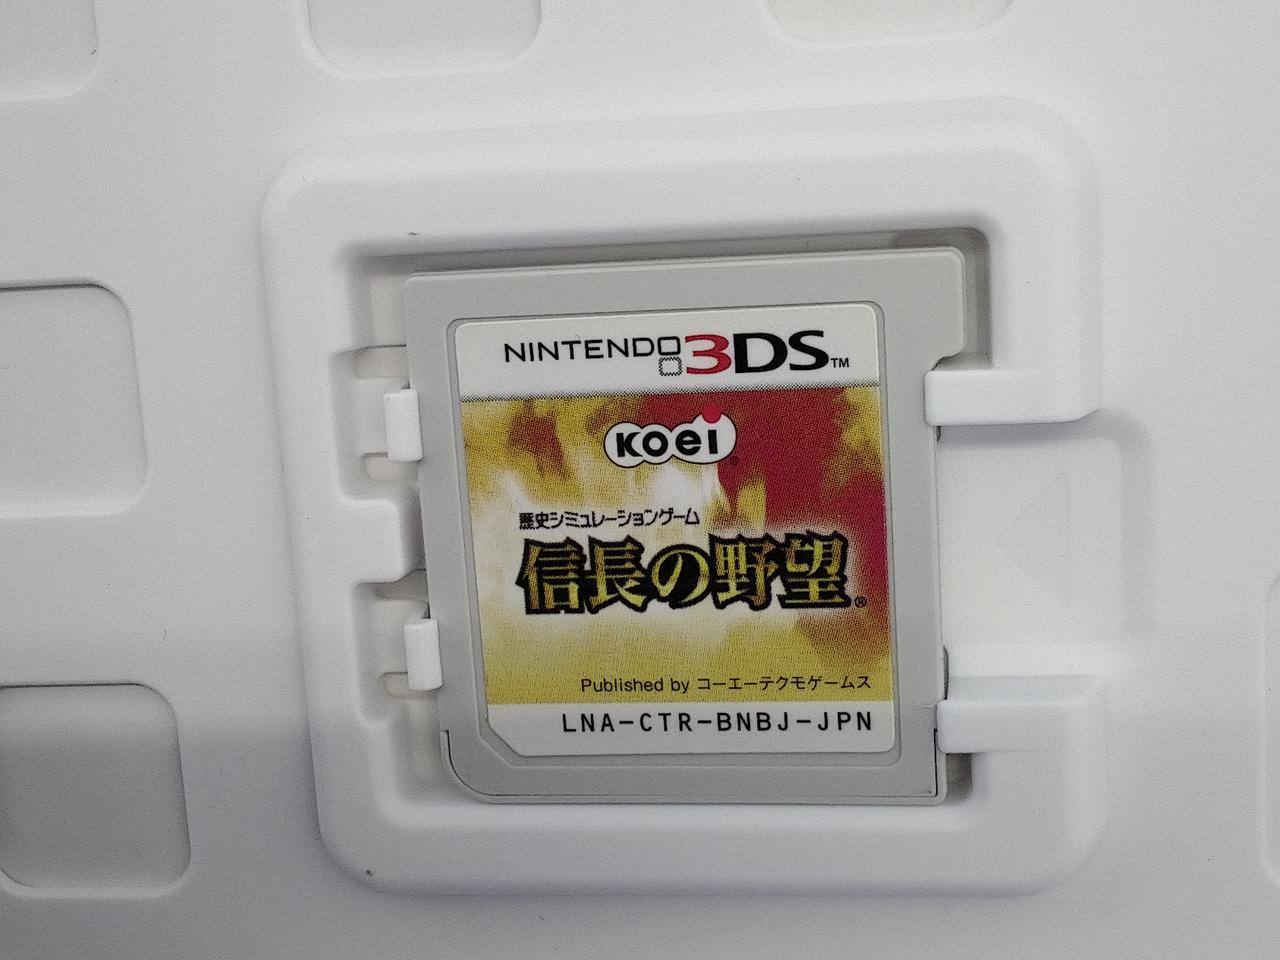 NINTENDO 3DS™
KOEI®
歴史シミュレーションゲーム
信長の野望®
Published by コーエーテクモゲームス
LNA-CTR-BNBJ-JPN